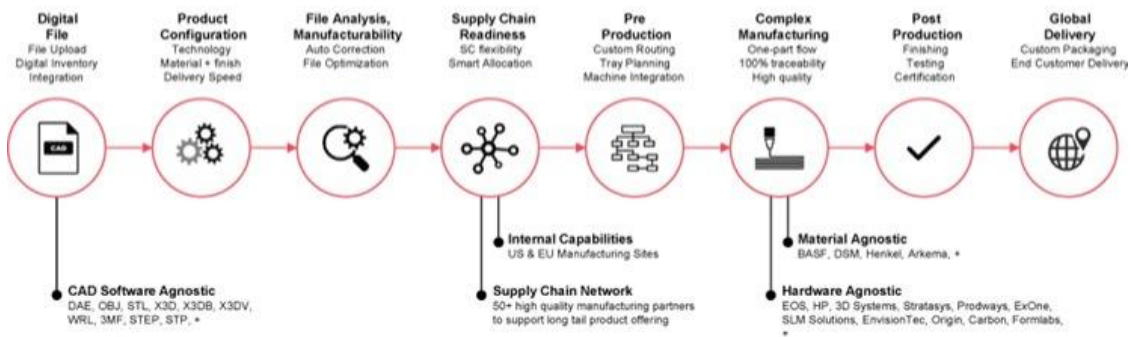 Digital
File
File Upload
Digital Inventory
Integration
Product
Configuration
Technology
Material + finish
Delivery Speed
File Analysis,
Manufacturability
Auto Correction
File Optimization
Supply Chain
Readiness
SC flexibility
Smart Allocation
Pre
Production
Custom Routing
Tray Planning
Machine Integration
Complex
Manufacturing
One-part flow
100% traceability
High quality
Post
Production
Finishing
Testing
Certification
Global
Delivery
Custom Packaging
End Customer Delivery
CAD
CAD Software Agnostic
DAE, OBJ, STL, X3D, X3DB, X3DV,
WRL, 3MF, STEP, STP, +
Internal Capabilities
US & EU Manufacturing Sites
Supply Chain Network
50+ high quality manufacturing partners
to support long tail product offering
Material Agnostic
BASF, DSM, Henkel, Arkema, +
Hardware Agnostic
EOS, HP, 3D Systems, Stratasys, Prodways, ExOne,
SLM Solutions, EnvisionTec, Origin, Carbon, Formlabs,
+